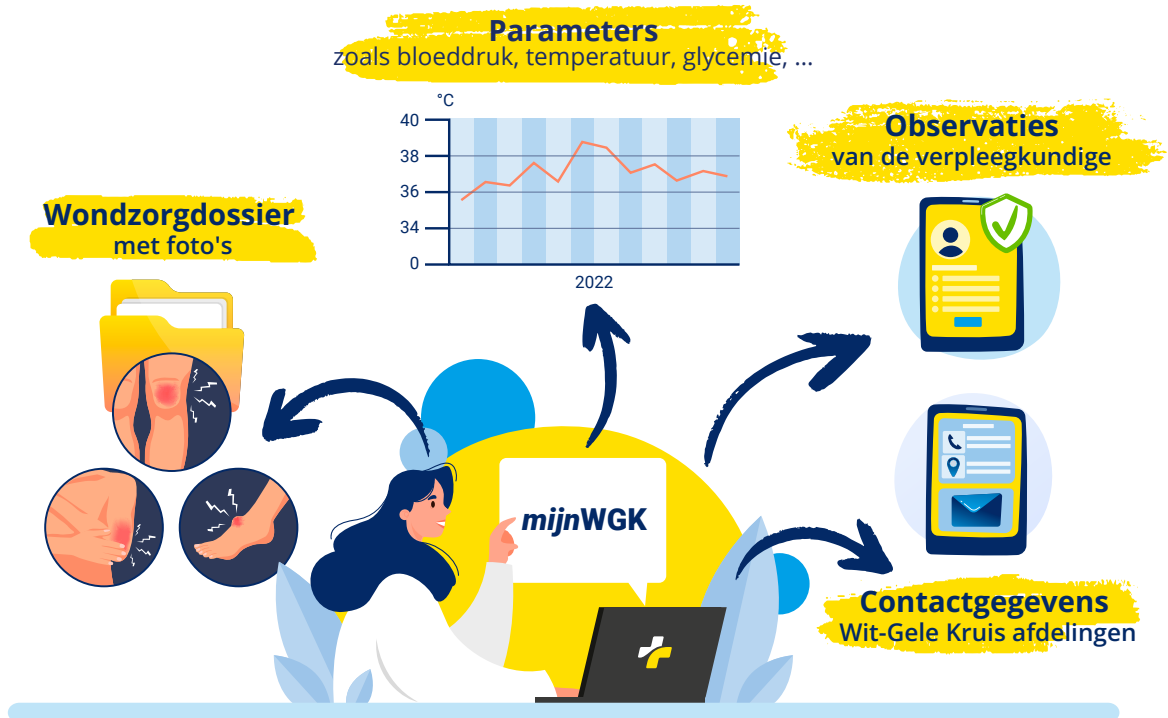 Parameters
zoals bloeddruk, temperatuur, glycemie, ...
°C
40
38
36
34
0
2022
Observaties
van de verpleegkundige
Wondzorgdossier
met foto's
mijnWGK
Contactgegevens
Wit-Gele Kruis afdelingen